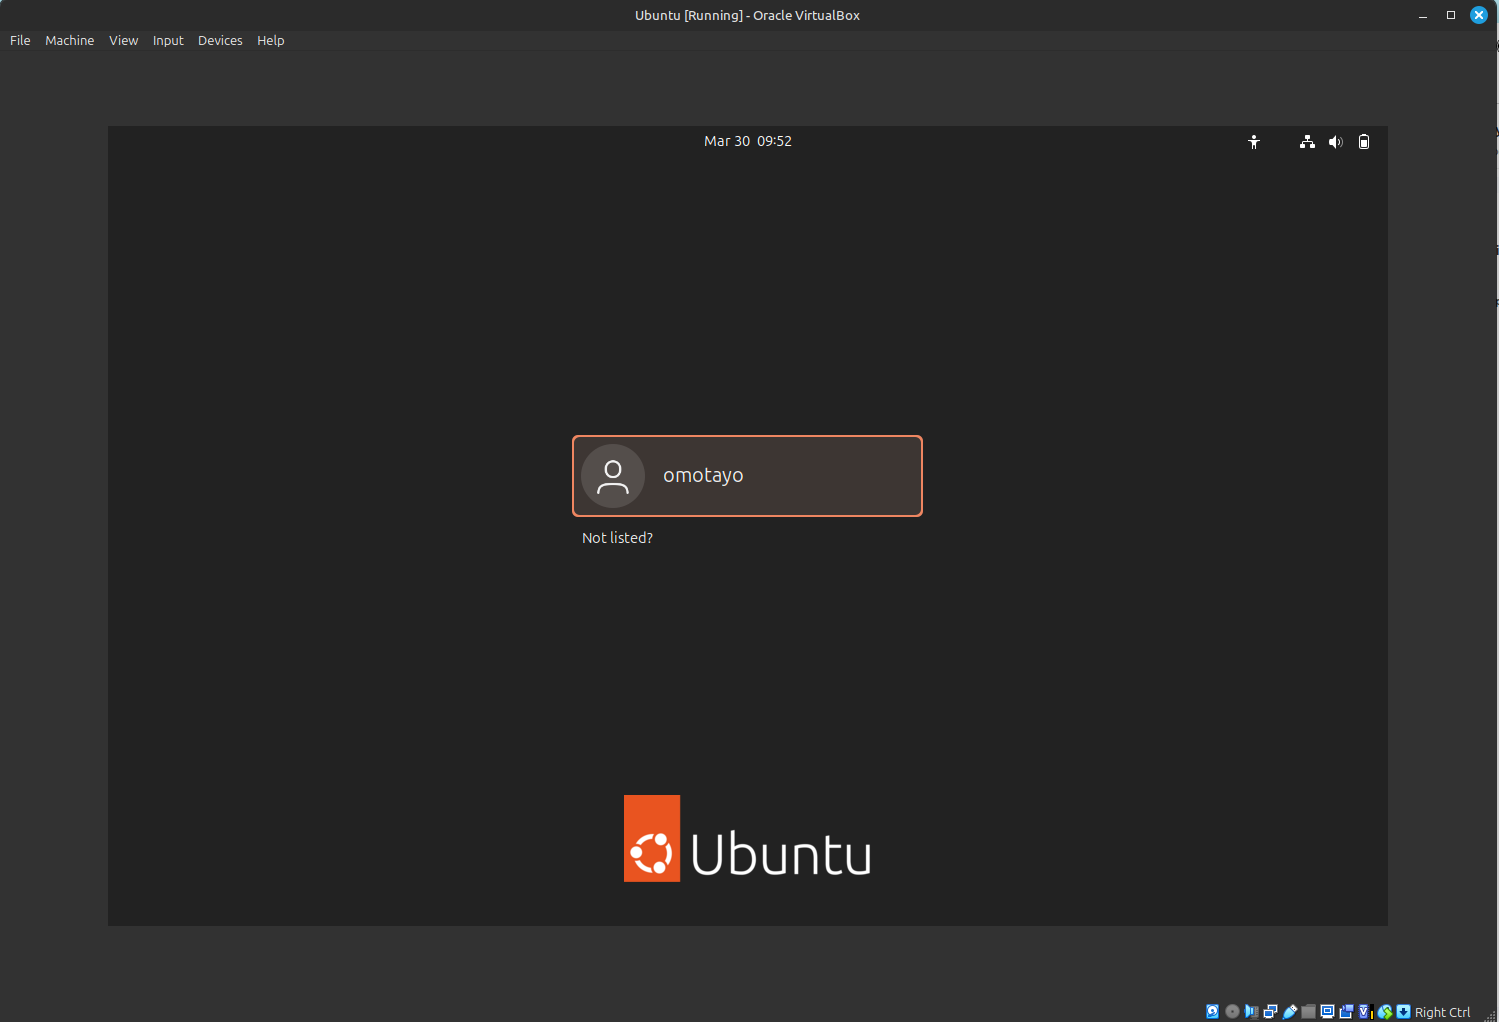 Ubuntu [Running] - Oracle VirtualBox
File Machine View Input Devices Help
Mar 30 09:52
omotayo
Not listed?
Ubuntu
Right Ctrl